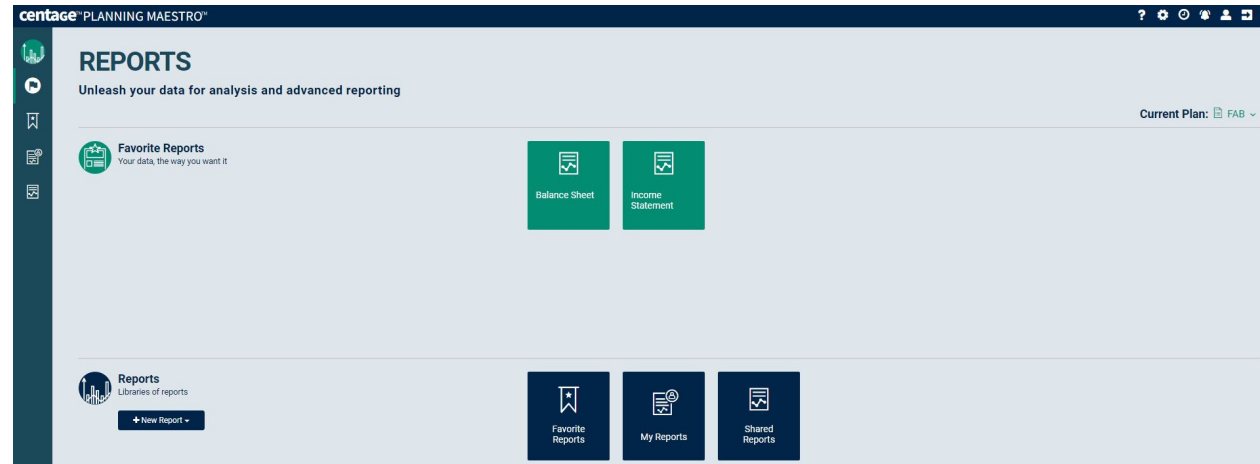 centage™ PLANNING MAESTRO™
REPORTS
Unleash your data for analysis and advanced reporting
Current Plan: FAB
Favorite Reports
Your data, the way you want it
Balance Sheet
Income
Statement
Reports
Libraries of reports
+ New Report
Favorite
Reports
My Reports
Shared
Reports